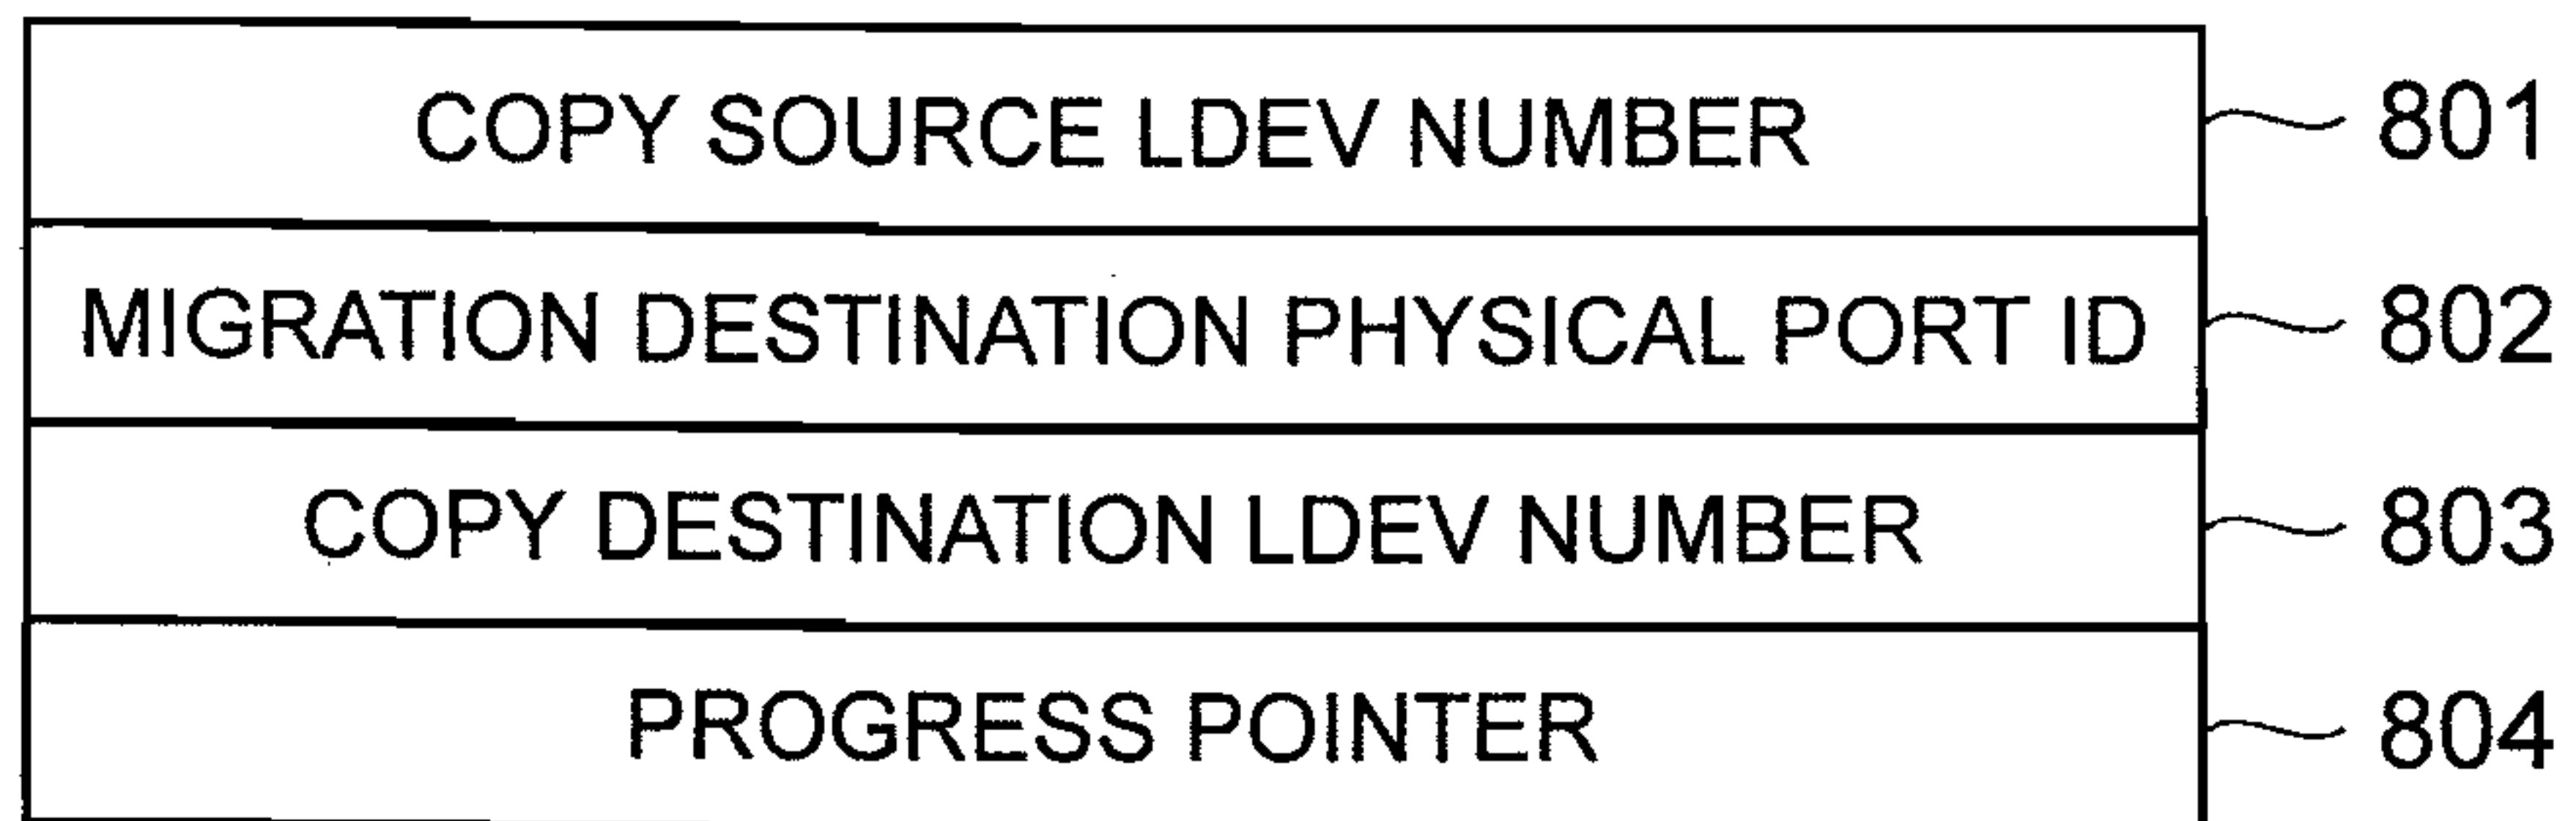 COPY SOURCE LDEV NUMBER 801
MIGRATION DESTINATION PHYSICAL PORT ID 802
COPY DESTINATION LDEV NUMBER 803
PROGRESS POINTER 804